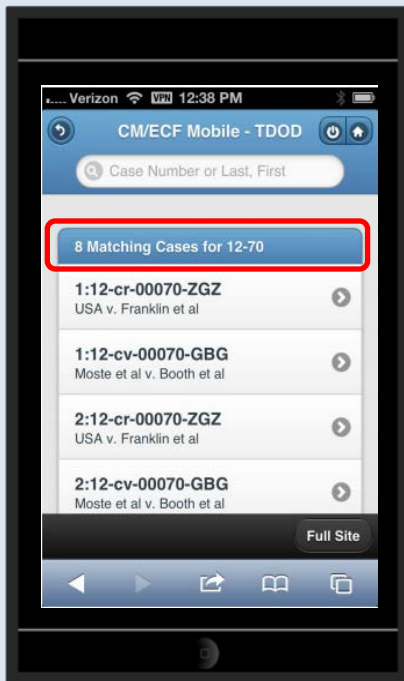 Verizon VPN 12:38 PM
CM/ECF Mobile - TDOD
Case Number or Last, First
8 Matching Cases for 12-70
1:12-cr-00070-ZGZ
USA v. Franklin et al
1:12-cv-00070-GBG
Moste et al v. Booth et al
2:12-cr-00070-ZGZ
USA v. Franklin et al
2:12-cv-00070-GBG
Moste et al v. Booth et al
Full Site